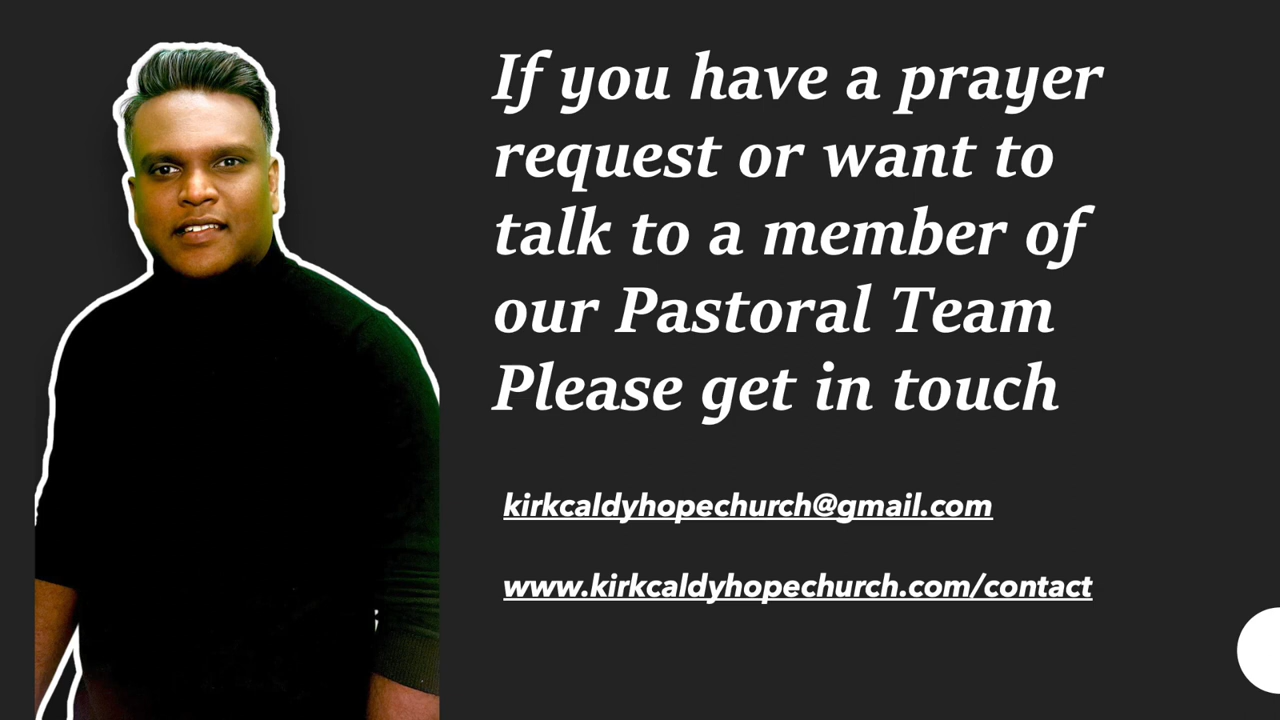 If you have a prayer
request or want to
talk to a member of
our Pastoral Team
Please get in touch
kirkcaldyhopechurch@gmail.com
www.kirkcaldyhopechurch.com/contact